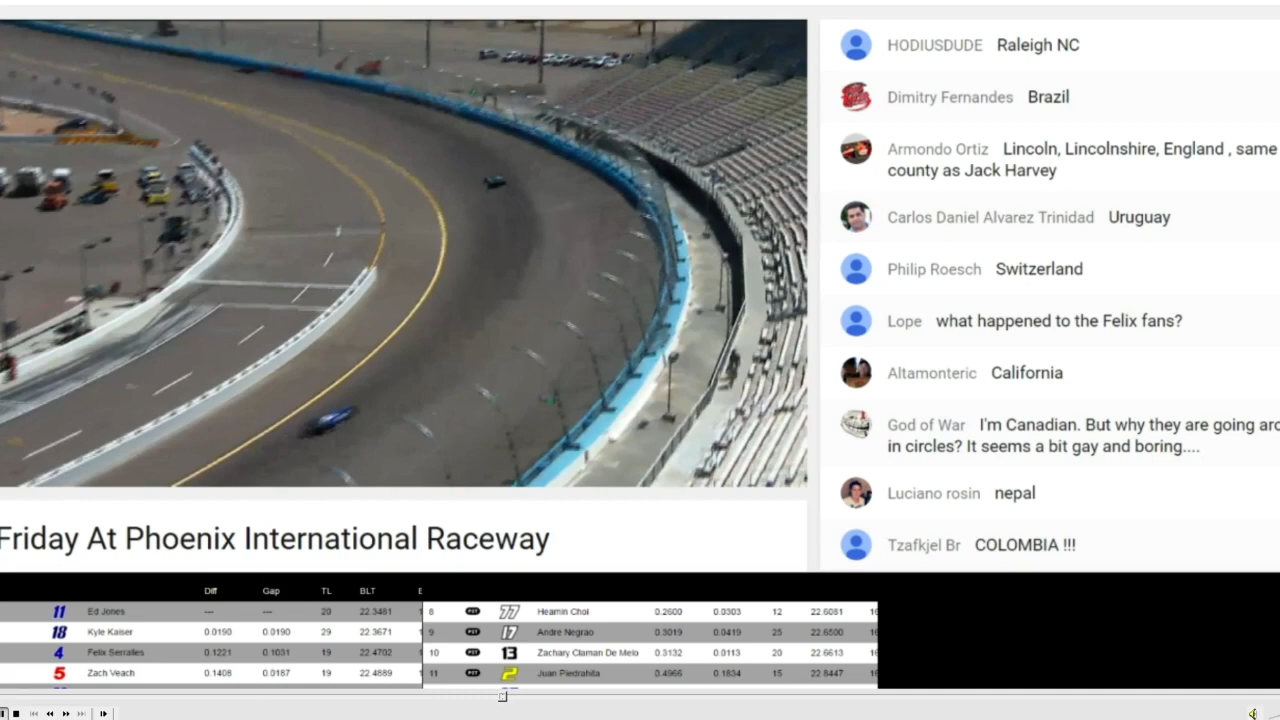 HODIUSDUDE Raleigh NC
Dimitry Fernandes Brazil
Armondo Ortiz Lincoln, Lincolnshire, England , same
county as Jack Harvey
Carlos Daniel Alvarez Trinidad Uruguay
Philip Roesch Switzerland
Lope what happened to the Felix fans?
Altamonteric California
God of War I'm Canadian. But why they are going aro
in circles? It seems a bit gay and boring....
Luciano rosin nepal
Tzafkjel Br COLOMBIA !!!
Friday At Phoenix International Raceway
Diff Gap TL BLT
11 Ed Jones --- --- 20 22.3481
18 Kyle Kaiser 0.0190 0.0190 29 22.3671
4 Felix Serralles 0.1221 0.1031 19 22.4702
5 Zach Veach 0.1408 0.0187 19 22.4889
8 PIT 77 Heamin Choi 0.2600 0.0303 12 22.6081
9 PIT 17 Andre Negrao 0.3019 0.0419 25 22.6500
10 PIT 13 Zachary Claman De Melo 0.3132 0.0113 20 22.6613
11 PIT 2 Juan Piedrahita 0.4966 0.1834 15 22.8447